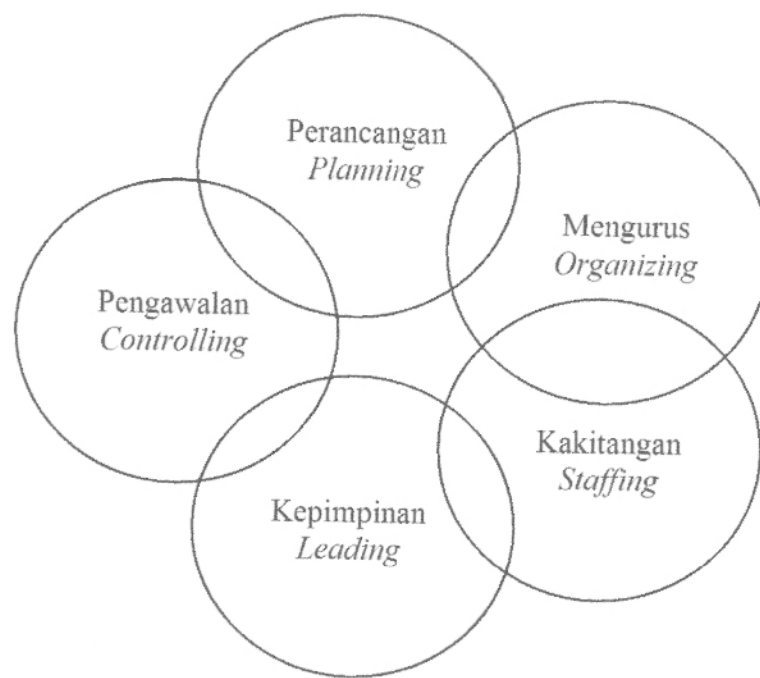 Perancangan
Planning
Mengurus
Organizing
Kakitangan
Staffing
Kepimpinan
Leading
Pengawalan
Controlling